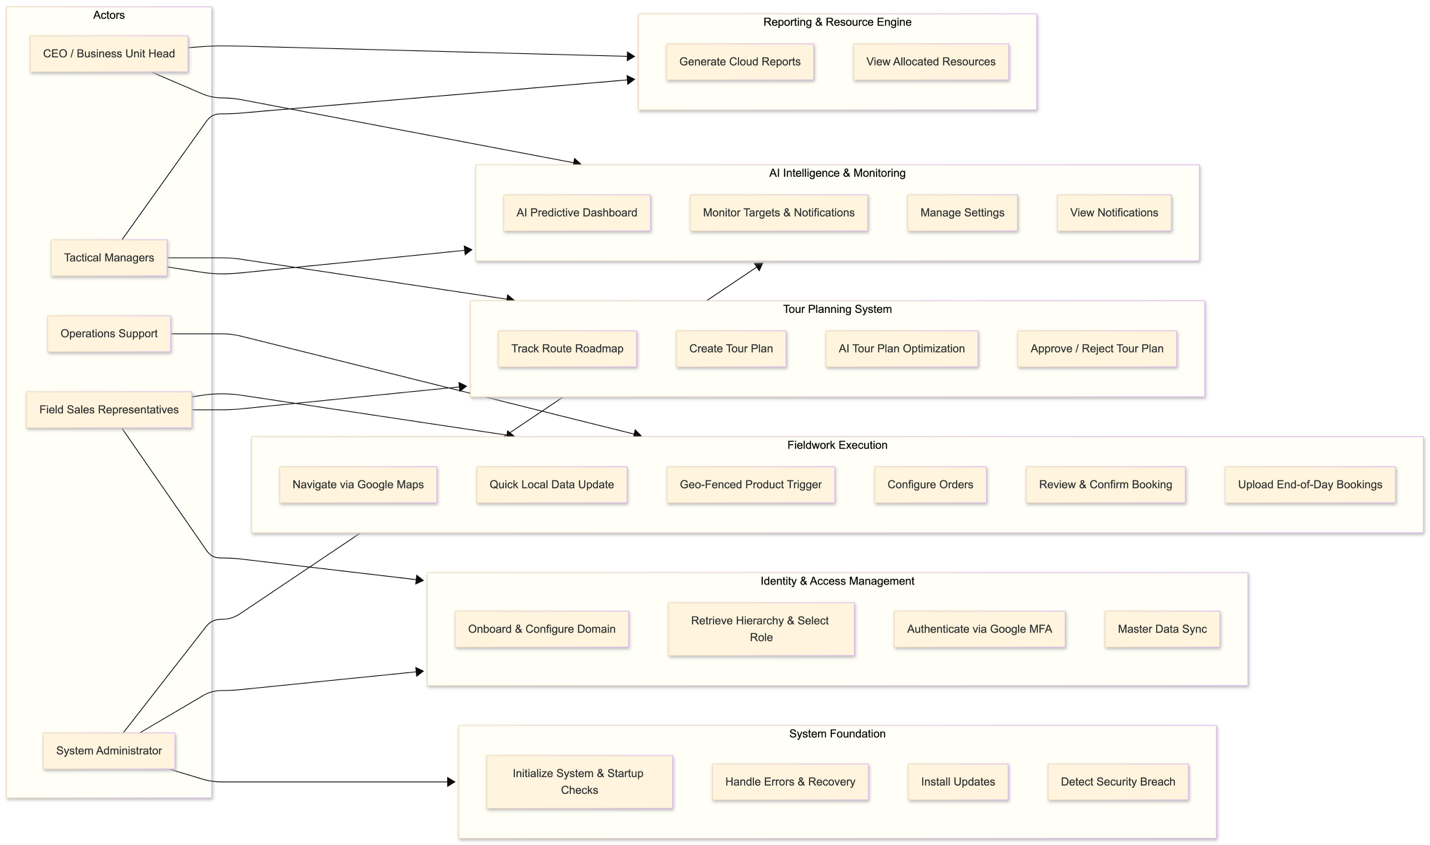 Actors
CEO / Business Unit Head
Tactical Managers
Operations Support
Field Sales Representatives
System Administrator
Reporting & Resource Engine
Generate Cloud Reports
View Allocated Resources
AI Intelligence & Monitoring
AI Predictive Dashboard
Monitor Targets & Notifications
Manage Settings
View Notifications
Tour Planning System
Track Route Roadmap
Create Tour Plan
AI Tour Plan Optimization
Approve / Reject Tour Plan
Fieldwork Execution
Navigate via Google Maps
Quick Local Data Update
Geo-Fenced Product Trigger
Configure Orders
Review & Confirm Booking
Upload End-of-Day Bookings
Identity & Access Management
Onboard & Configure Domain
Retrieve Hierarchy & Select
Role
Authenticate via Google MFA
Master Data Sync
System Foundation
Initialize System & Startup
Checks
Handle Errors & Recovery
Install Updates
Detect Security Breach